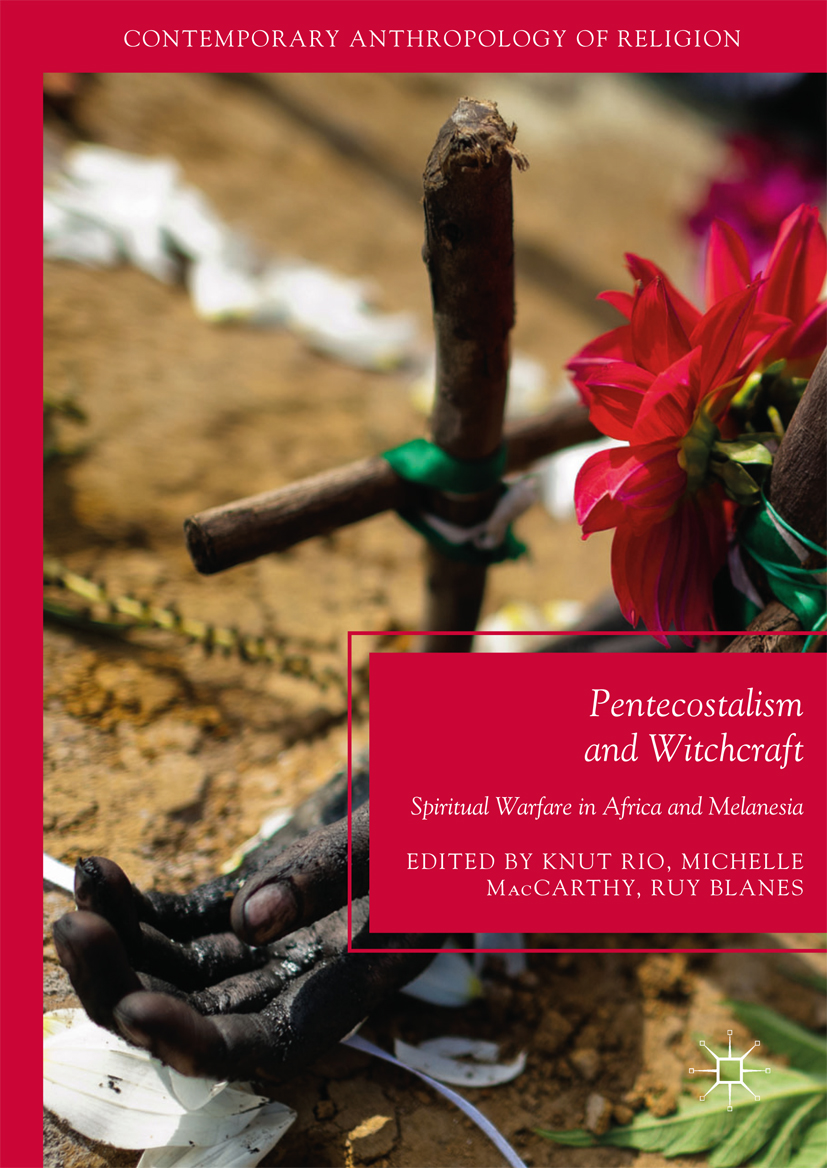 CONTEMPORARY ANTHROPOLOGY OF RELIGION
Pentecostalism
and Witchcraft
Spiritual Warfare in Africa and Melanesia
EDITED BY KNUT RIO, MICHELLE
MacCARTHY, RUY BLANES